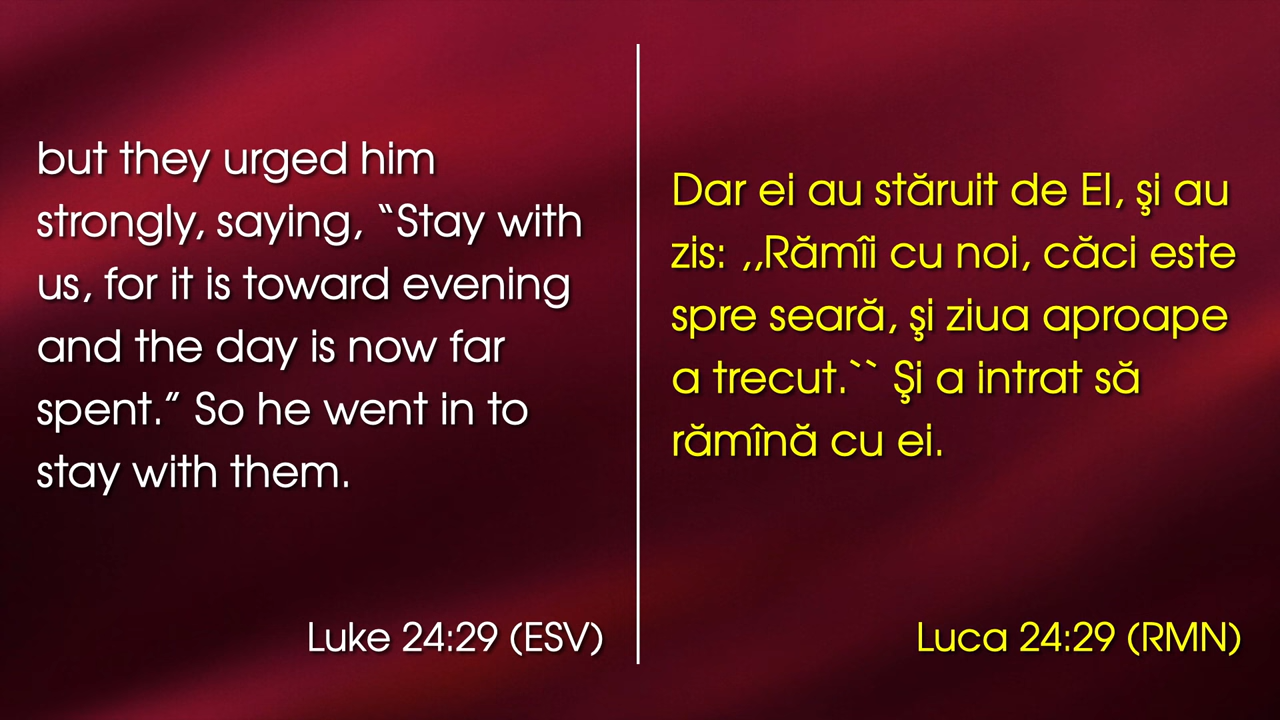 but they urged him
strongly, saying, “Stay with
us, for it is toward evening
and the day is now far
spent.” So he went in to
stay with them.
Luke 24:29 (ESV)
Dar ei au stăruit de El, şi au
zis: ,,Rămîi cu noi, căci este
spre seară, şi ziua aproape
a trecut.`` Şi a intrat să
rămînă cu ei.
Luca 24:29 (RMN)